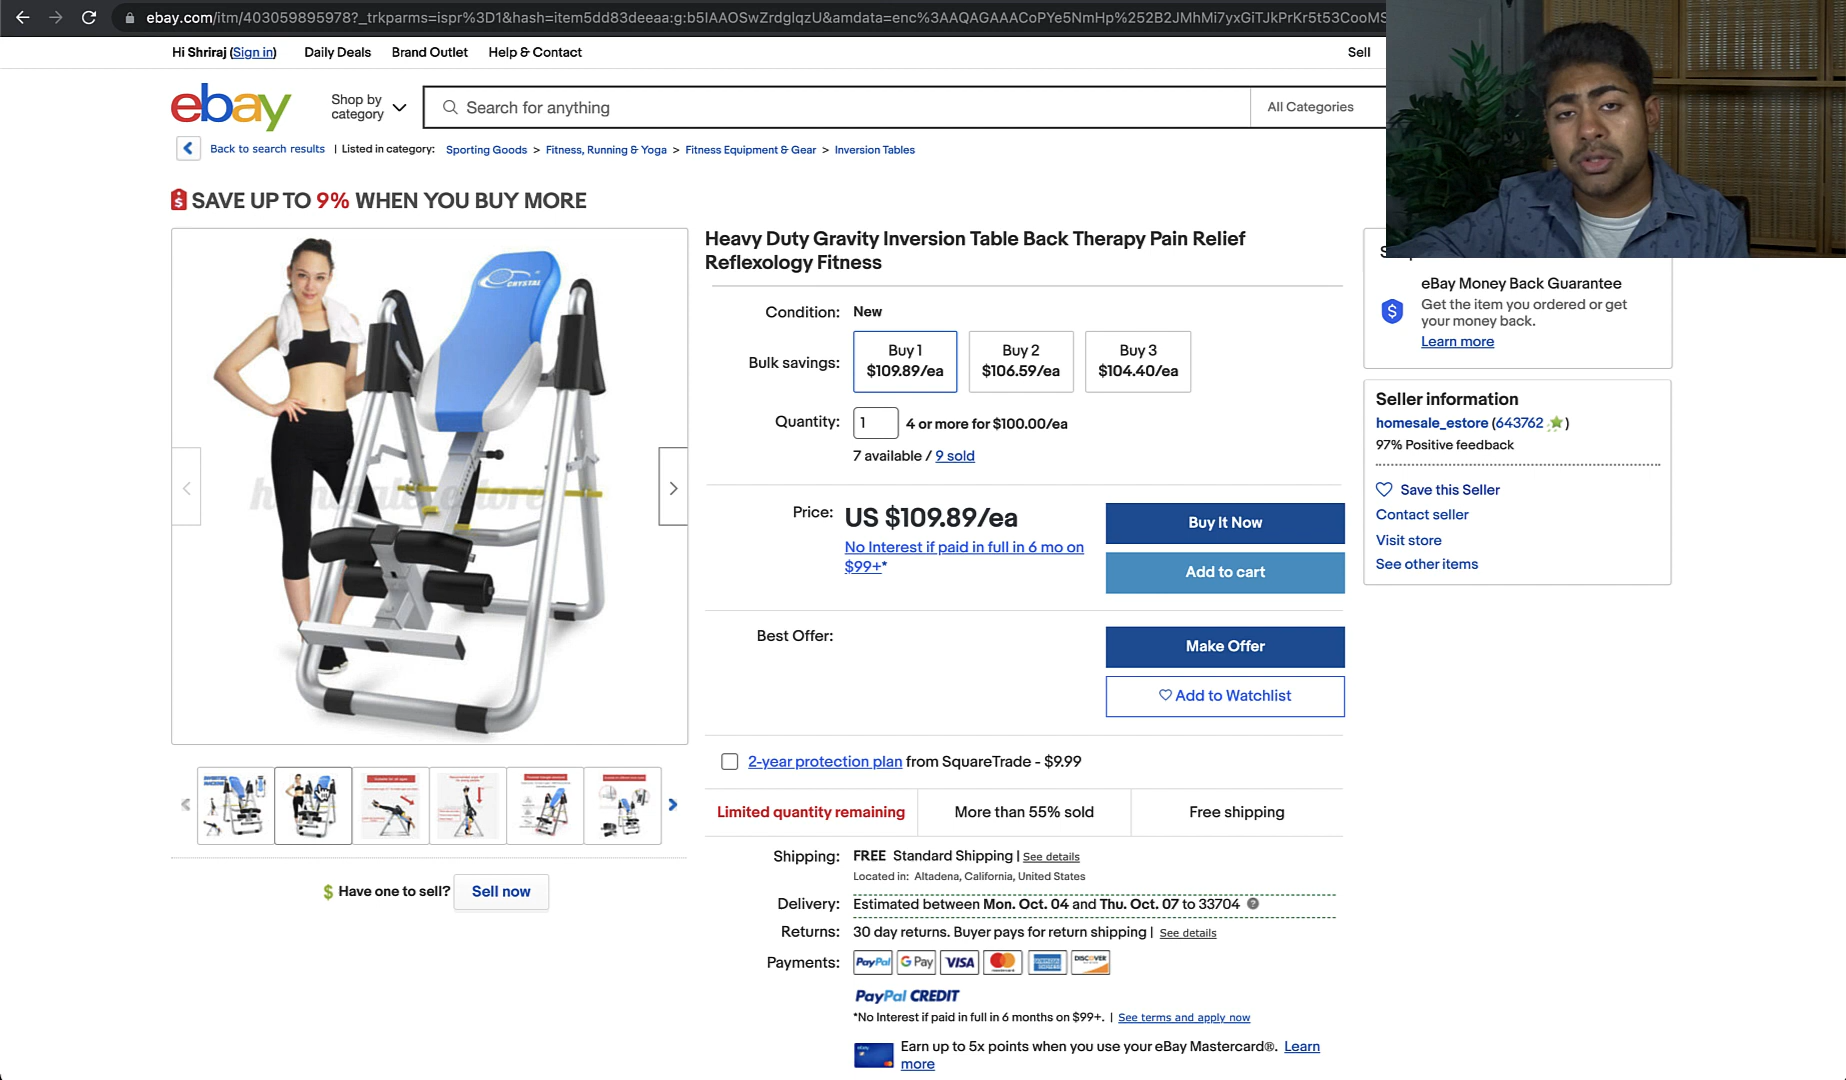 ebay.com/itm/403059895978?_trkparms=ispr%3D1&hash=item5dd83deeaa:g:b5IAAOSwZrdglqzU&amdata=enc%3AAQAGAAACoPYe5NmHp%252B2JMhMi7yxGiTJkPrKr5t53CooMS
Hi Shriraj (Sign in) Daily Deals Brand Outlet Help & Contact Sell
ebay Shop by category Search for anything All Categories
Back to search results | Listed in category: Sporting Goods > Fitness, Running & Yoga > Fitness Equipment & Gear > Inversion Tables
SAVE UP TO 9% WHEN YOU BUY MORE
CRYSTAL
Heavy Duty Gravity Inversion Table Back Therapy Pain Relief
Reflexology Fitness
Condition: New
Bulk savings:
Buy 1
$109.89/ea
Buy 2
$106.59/ea
Buy 3
$104.40/ea
Quantity: 1 4 or more for $100.00/ea
7 available / 9 sold
Price: US $109.89/ea
No Interest if paid in full in 6 mo on
$99+*
Buy It Now
Add to cart
Best Offer:
Make Offer
Add to Watchlist
2-year protection plan from SquareTrade - $9.99
Limited quantity remaining More than 55% sold Free shipping
Shipping: FREE Standard Shipping | See details
Located in: Altadena, California, United States
Delivery: Estimated between Mon. Oct. 04 and Thu. Oct. 07 to 33704
Returns: 30 day returns. Buyer pays for return shipping | See details
Payments: PayPal G Pay VISA MasterCard AMERICAN EXPRESS DISCOVER
PayPal CREDIT
*No Interest if paid in full in 6 months on $99+. | See terms and apply now
Earn up to 5x points when you use your eBay Mastercard®. Learn
more
$ Have one to sell? Sell now
eBay Money Back Guarantee
Get the item you ordered or get
your money back.
Learn more
Seller information
homesale_estore (643762)
97% Positive feedback
Save this Seller
Contact seller
Visit store
See other items